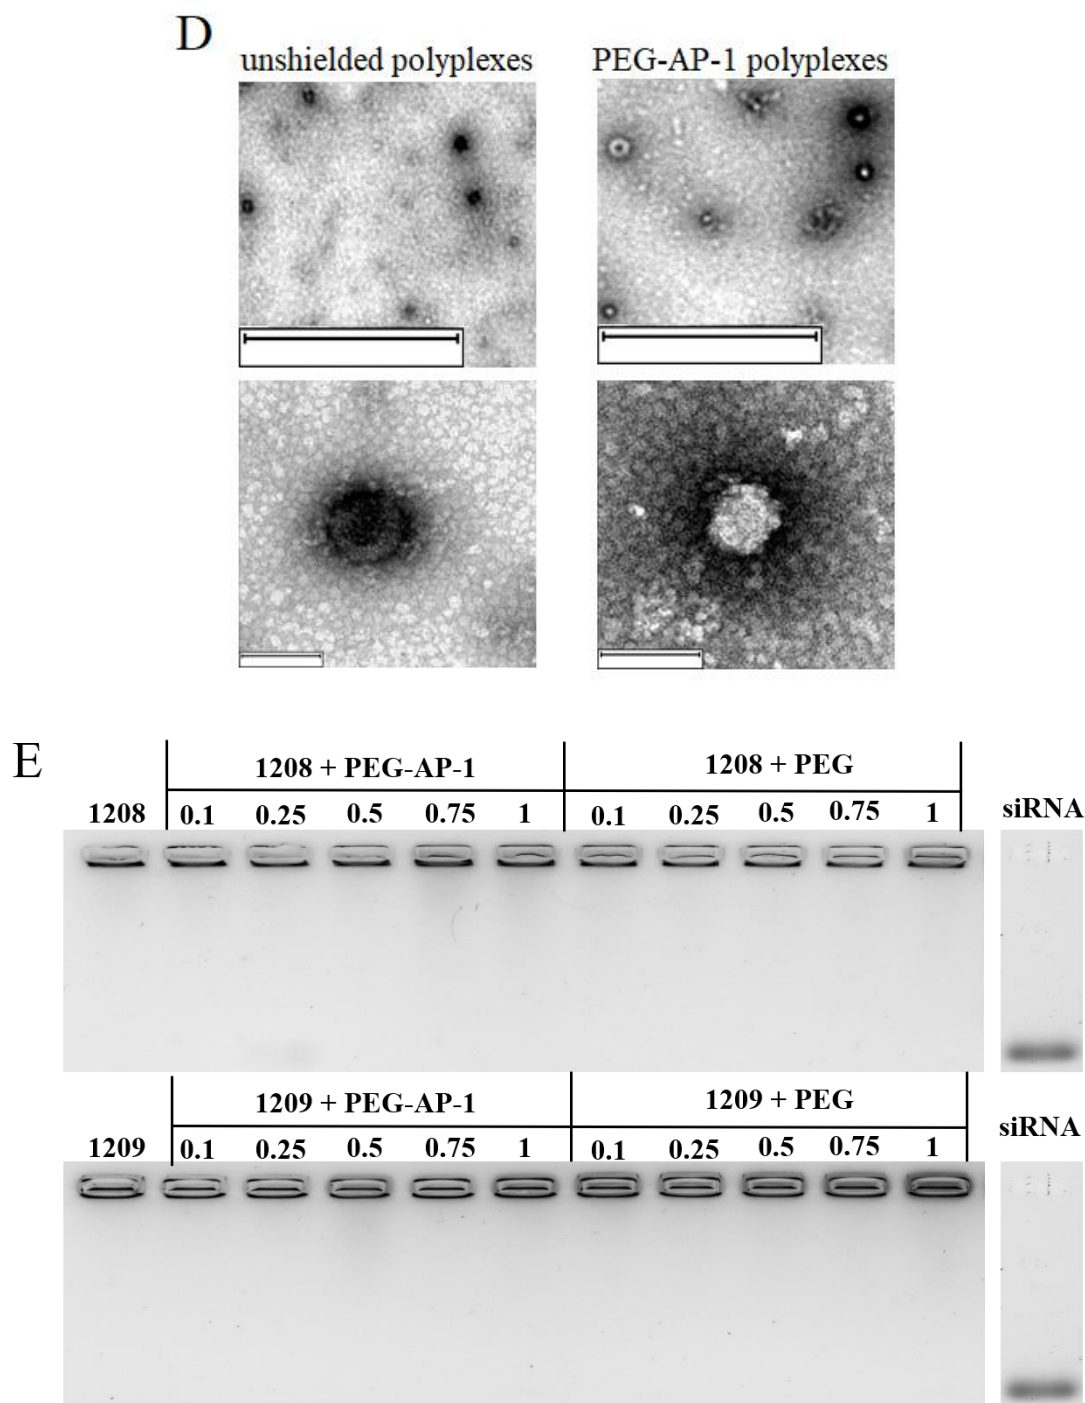 D
unshielded polyplexes PEG-AP-1 polyplexes
E
1208 + PEG-AP-1 1208 + PEG
1208 0.1 0.25 0.5 0.75 1 0.1 0.25 0.5 0.75 1 siRNA
1209 + PEG-AP-1 1209 + PEG
1209 0.1 0.25 0.5 0.75 1 0.1 0.25 0.5 0.75 1 siRNA